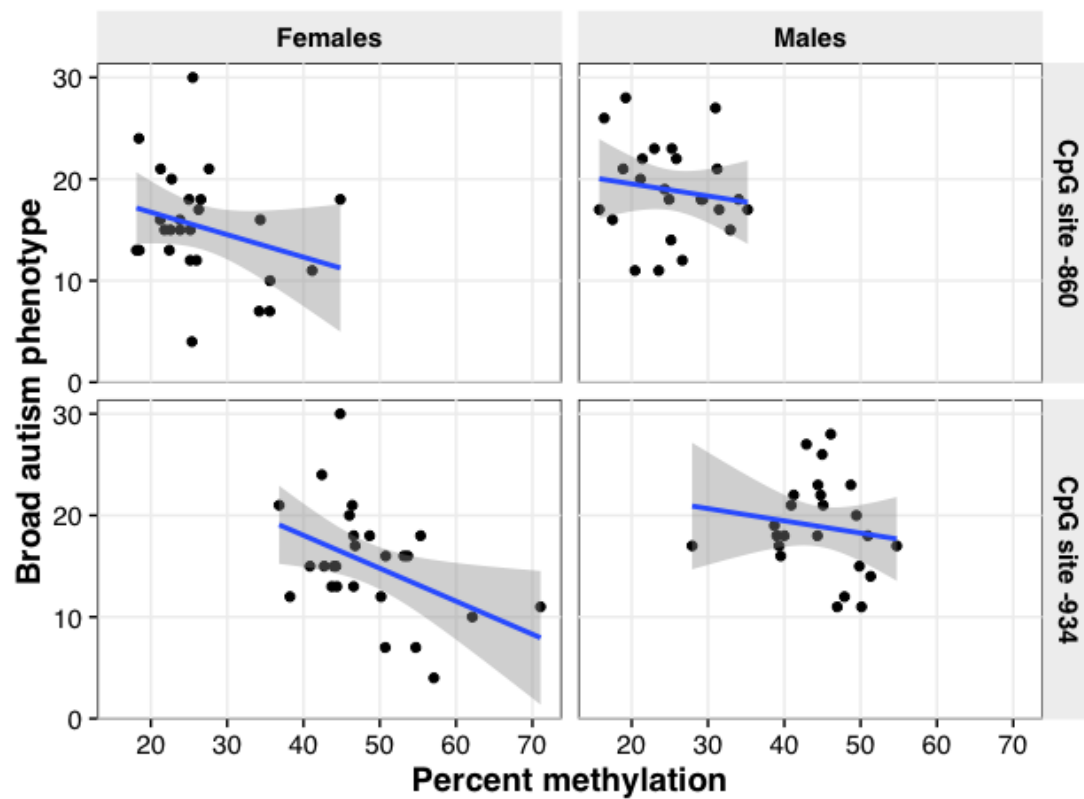 Females
Males
30
20
10
0
CpG site -860
30
20
10
0
CpG site -934
Broad autism phenotype
20 30 40 50 60 70
20 30 40 50 60 70
Percent methylation